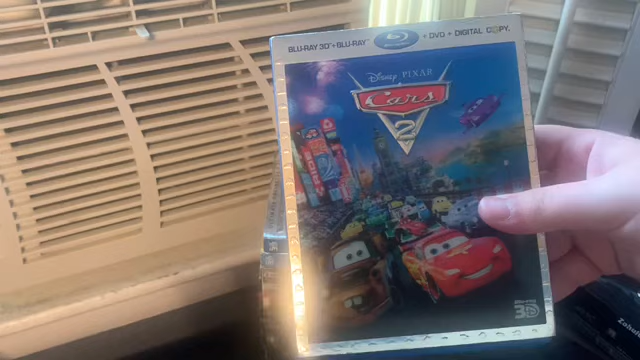 BLU-RAY 3D + BLU-RAY + DVD + DIGITAL COPY.
Disney PIXAR
Cars
2
3D